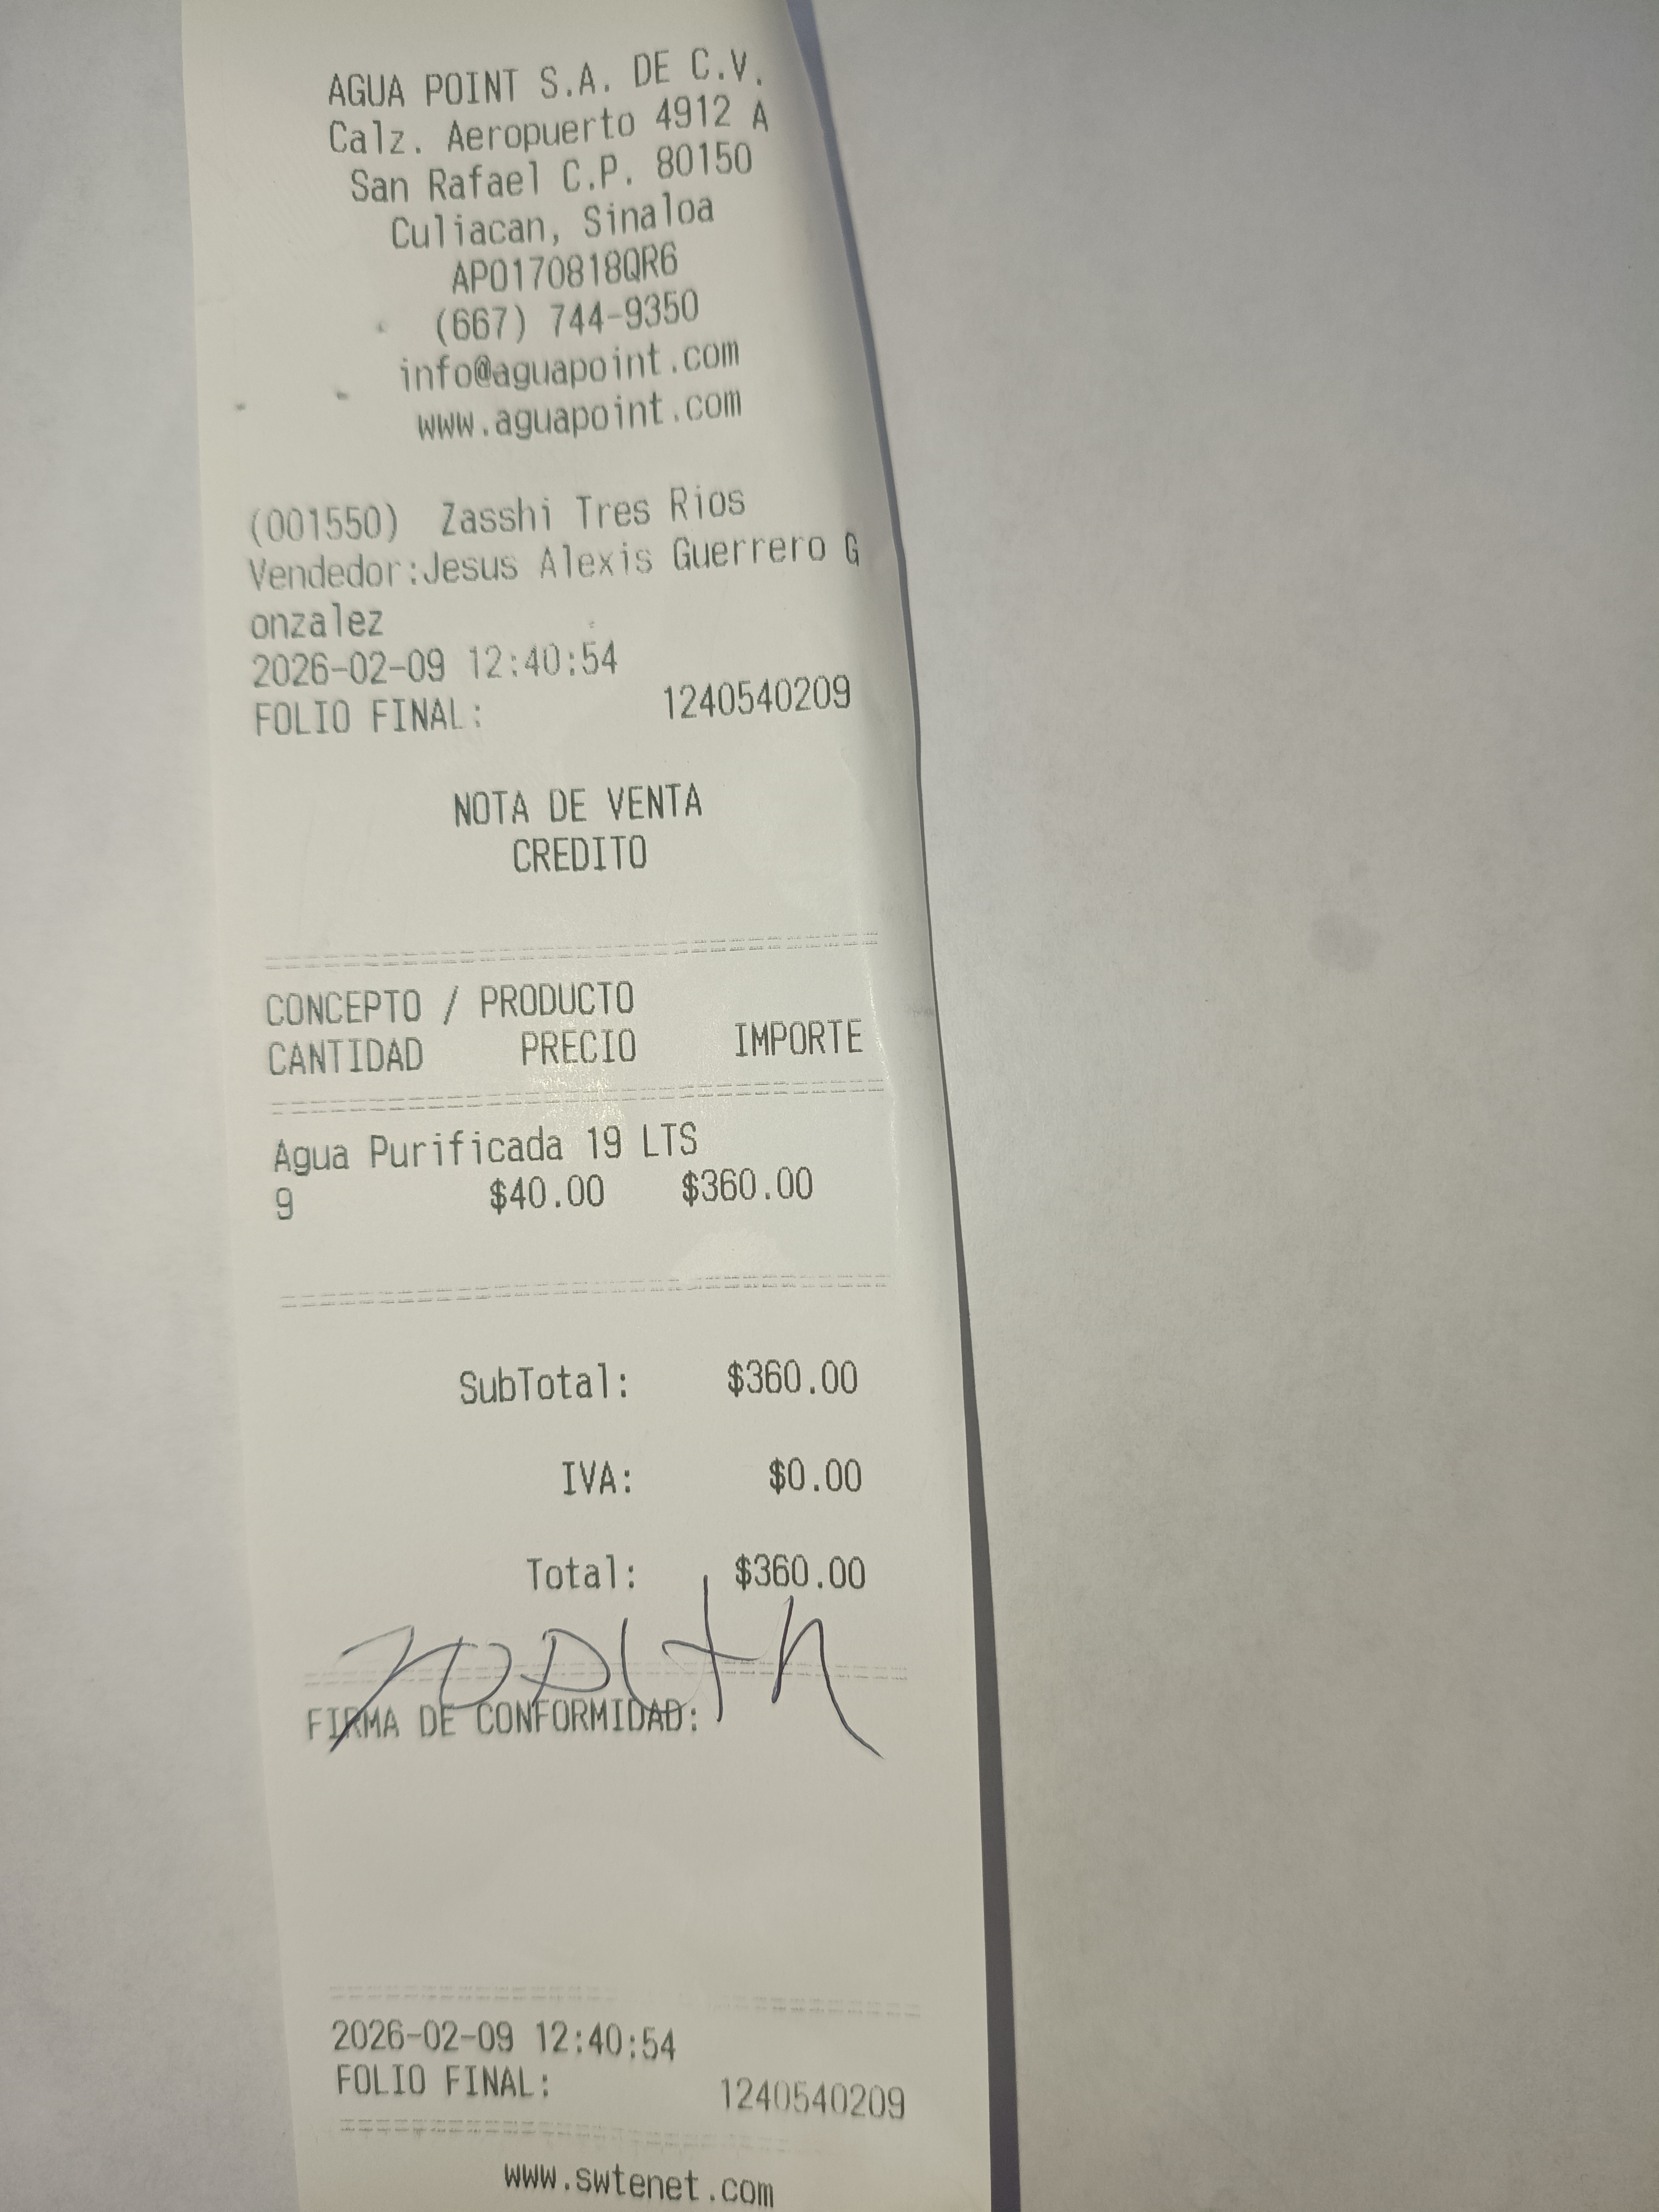 AGUA POINT S.A. DE C.V.
Calz. Aeropuerto 4912 A
San Rafael C.P. 80150
Culiacan, Sinaloa
APO170818QR6
(667) 744-9350
info@aguapoint.com
www.aguapoint.com
(001550) Zasshi Tres Rios
Vendedor:Jesus Alexis Guerrero G
onzalez
2026-02-09 12:40:54
FOLIO FINAL: 1240540209
NOTA DE VENTA
CREDITO
CONCEPTO / PRODUCTO
CANTIDAD PRECIO IMPORTE
Agua Purificada 19 LTS
9 $40.00 $360.00
SubTotal: $360.00
IVA: $0.00
Total: $360.00
FIRMA DE CONFORMIDAD:
2026-02-09 12:40:54
FOLIO FINAL: 1240540209
www.swtenet.com